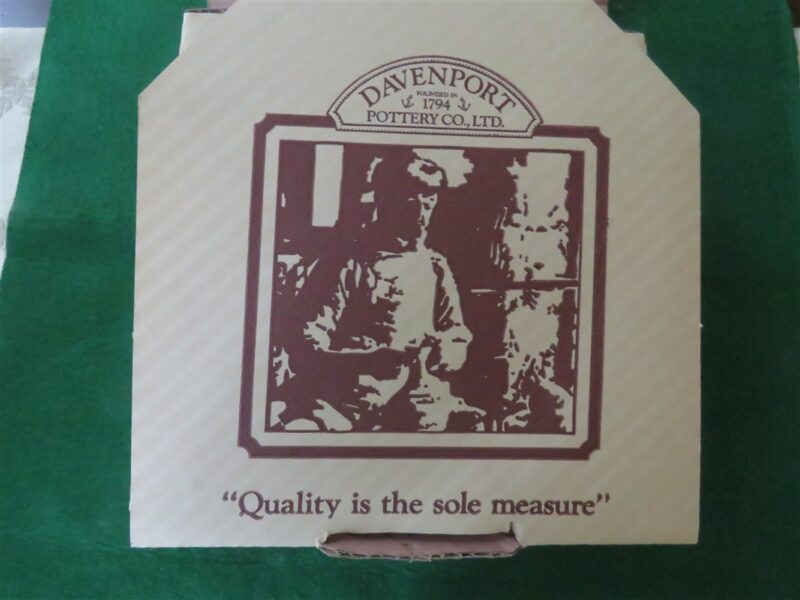 DAVENPORT
FOUNDED IN
1794
POTTERY CO., LTD.
“Quality is the sole measure”